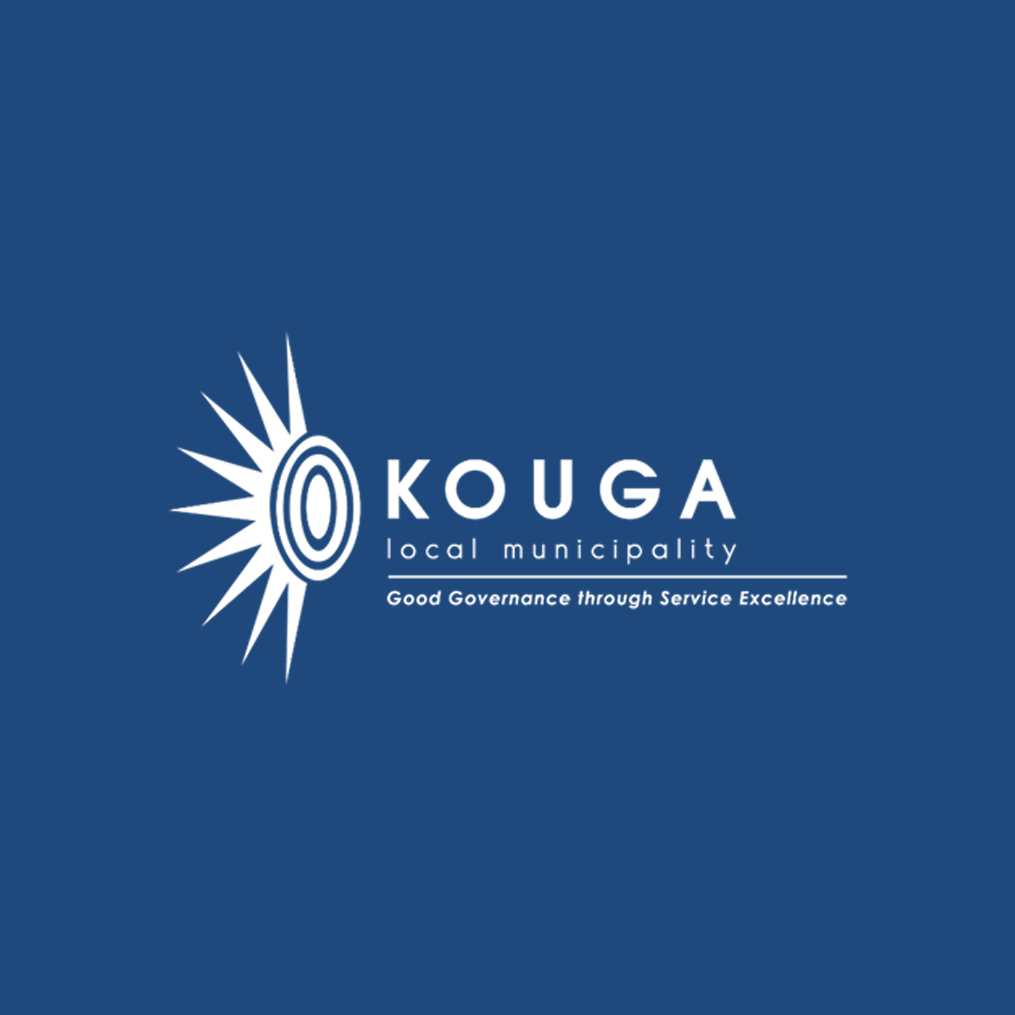 KOUGA
local municipality
Good Governance through Service Excellence